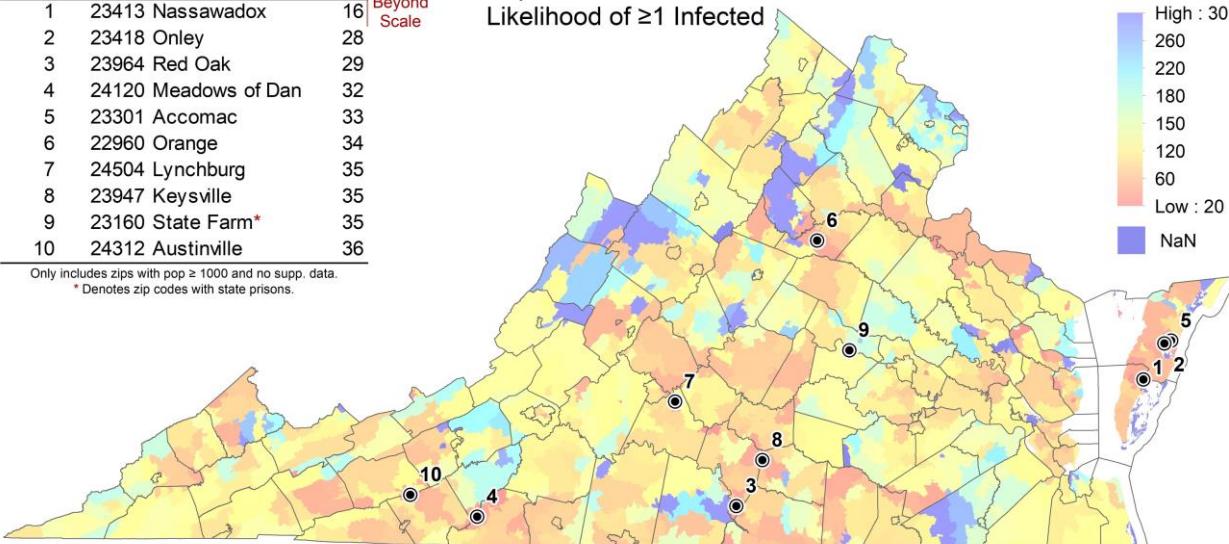 1 23413 Nassawadox 16
Beyond
Scale
2 23418 Onley 28
3 23964 Red Oak 29
4 24120 Meadows of Dan 32
5 23301 Accomac 33
6 22960 Orange 34
7 24504 Lynchburg 35
8 23947 Keysville 35
9 23160 State Farm* 35
10 24312 Austinville 36
Only includes zips with pop ≥ 1000 and no supp. data.
* Denotes zip codes with state prisons.
Likelihood of ≥1 Infected
High : 30
260
220
180
150
120
60
Low : 20
NaN
6
5
9
1
2
7
8
10
4
3